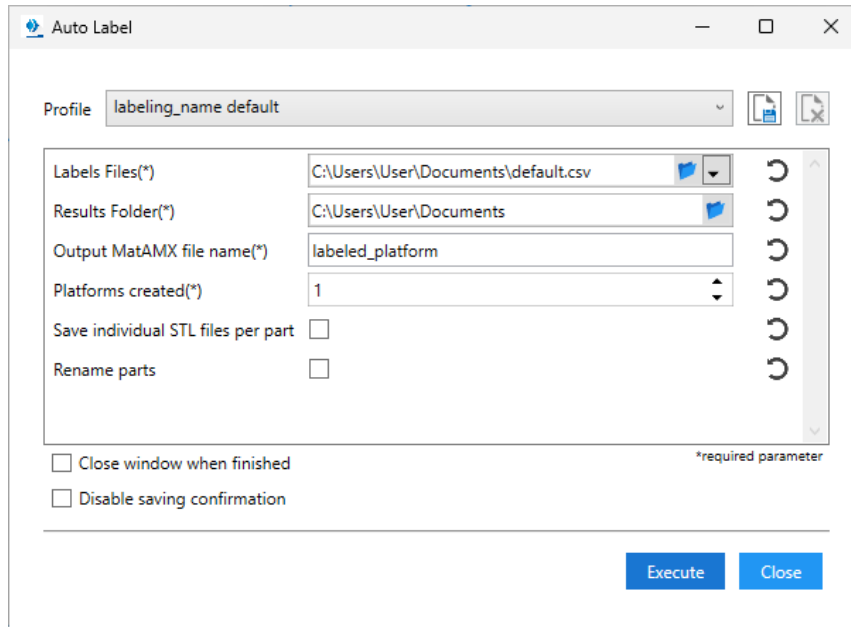 Auto Label
Profile labeling_name default
Labels Files(*) C:\Users\User\Documents\default.csv
Results Folder(*) C:\Users\User\Documents
Output MatAMX file name(*) labeled_platform
Platforms created(*) 1
Save individual STL files per part
Rename parts
*required parameter
Close window when finished
Disable saving confirmation
Execute Close